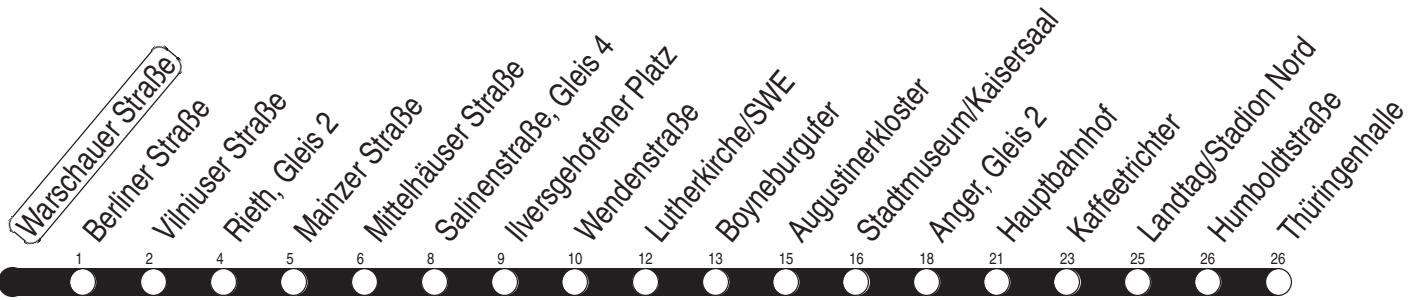 Warschauer Straße
Berliner Straße
Vilniuser Straße
Rieth, Gleis 2
Mainzer Straße
Mittelhäuser Straße
Salinenstraße, Gleis 4
Ilversgehofener Platz
Wendenstraße
Lutherkirche/SWE
Boyneburgufer
Augustinerkloster
Stadtmuseum/Kaisersaal
Anger, Gleis 2
Hauptbahnhof
Kaffeetrichter
Landtag/Stadion Nord
Humboldtstraße
Thüringenhalle
1 2 4 5 6 8 9 10 12 13 15 16 18 21 23 25 26 26